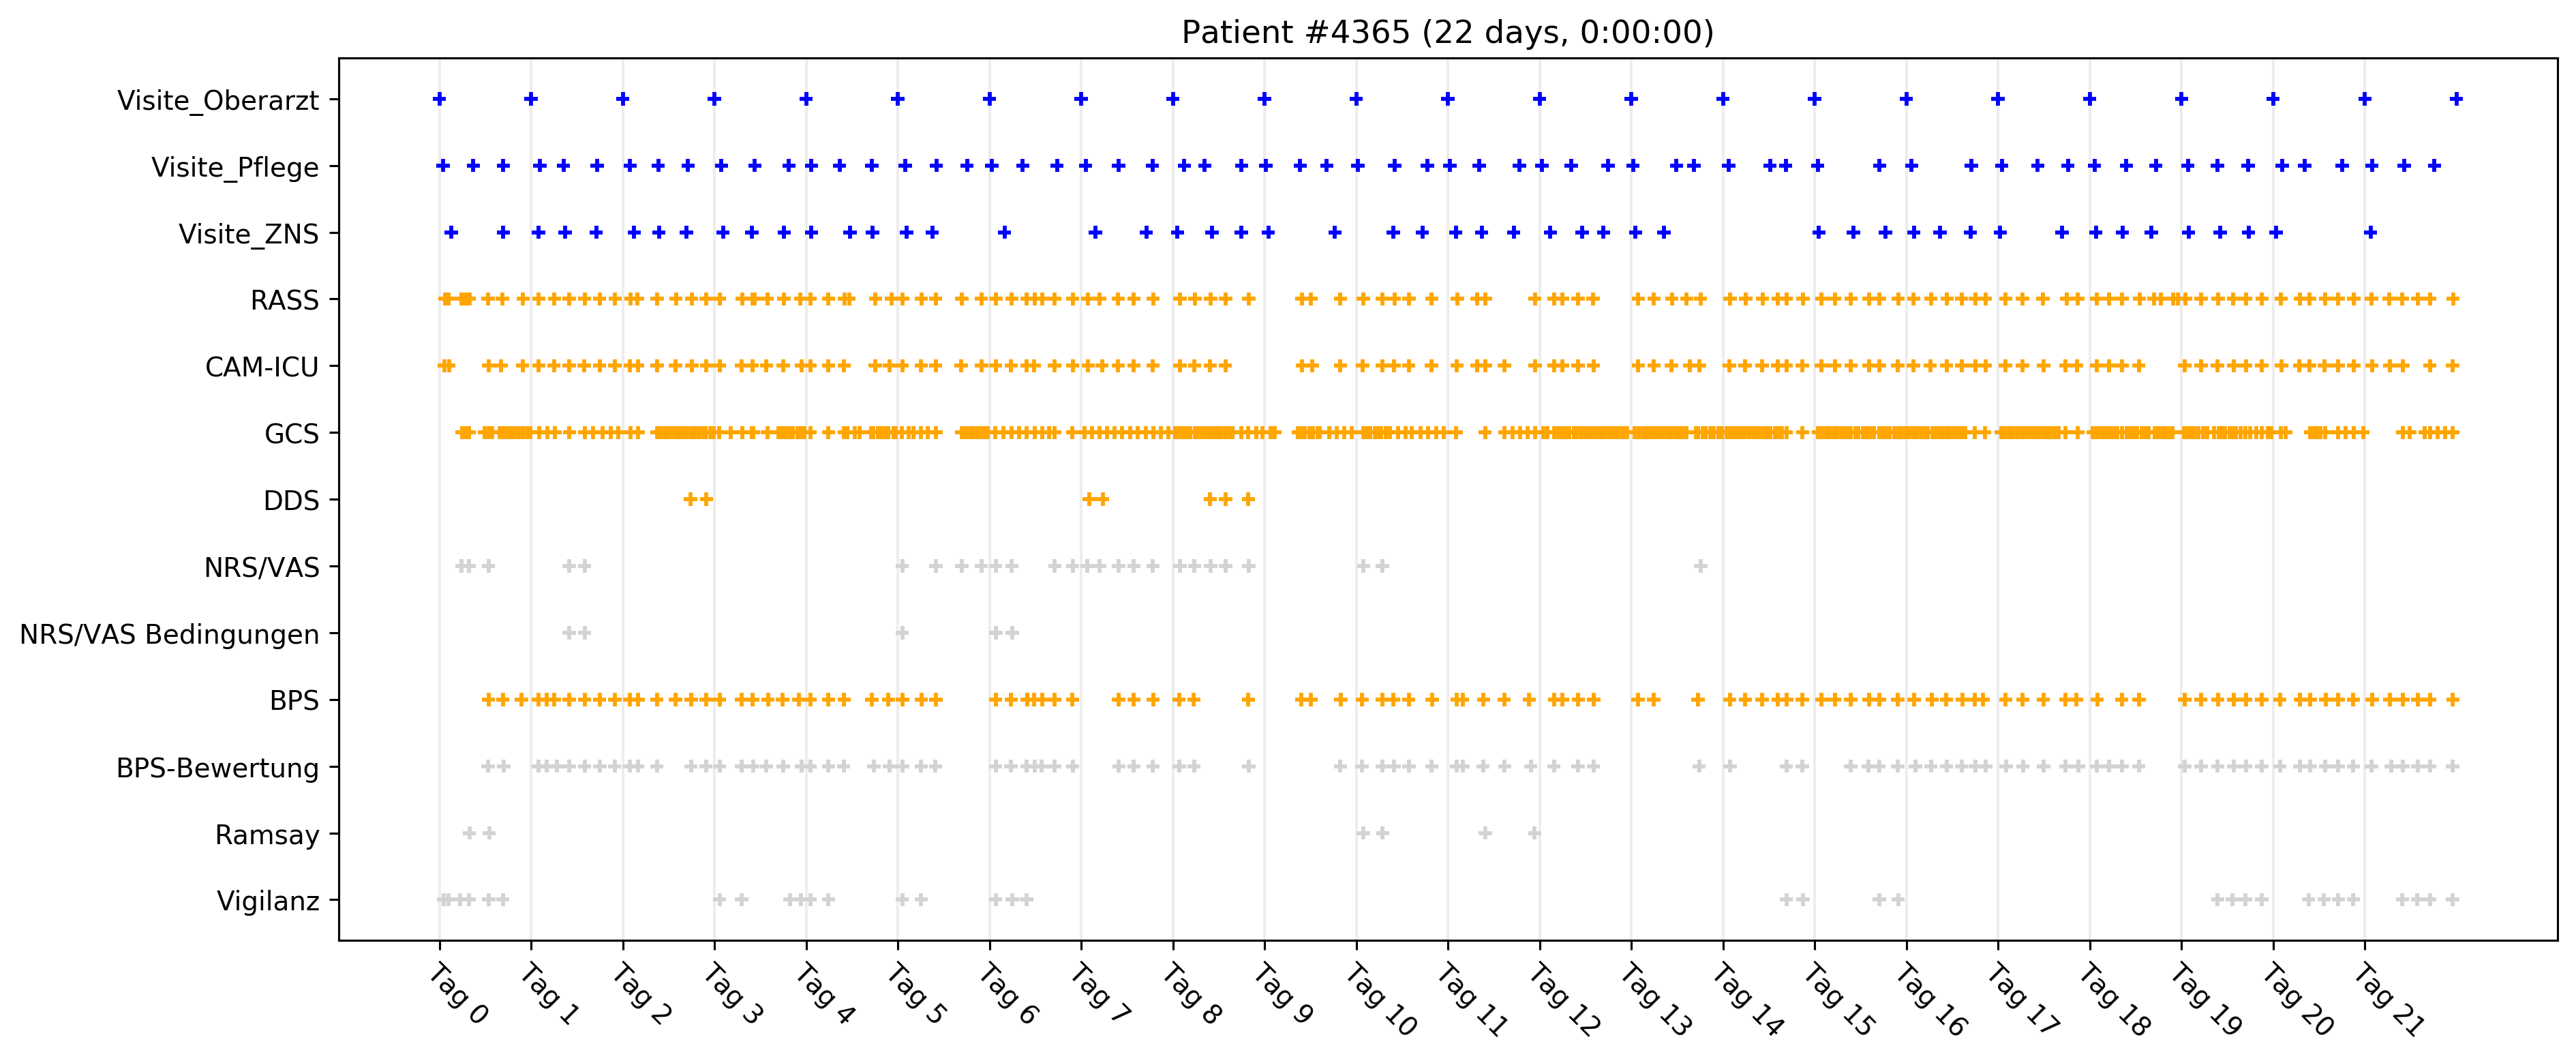 Patient #4365 (22 days, 0:00:00)
Visite_Oberarzt
Visite_Pflege
Visite_ZNS
RASS
CAM-ICU
GCS
DDS
NRS/VAS
NRS/VAS Bedingungen
BPS
BPS-Bewertung
Ramsay
Vigilanz
Tag 0
Tag 1
Tag 2
Tag 3
Tag 4
Tag 5
Tag 6
Tag 7
Tag 8
Tag 9
Tag 10
Tag 11
Tag 12
Tag 13
Tag 14
Tag 15
Tag 16
Tag 17
Tag 18
Tag 19
Tag 20
Tag 21